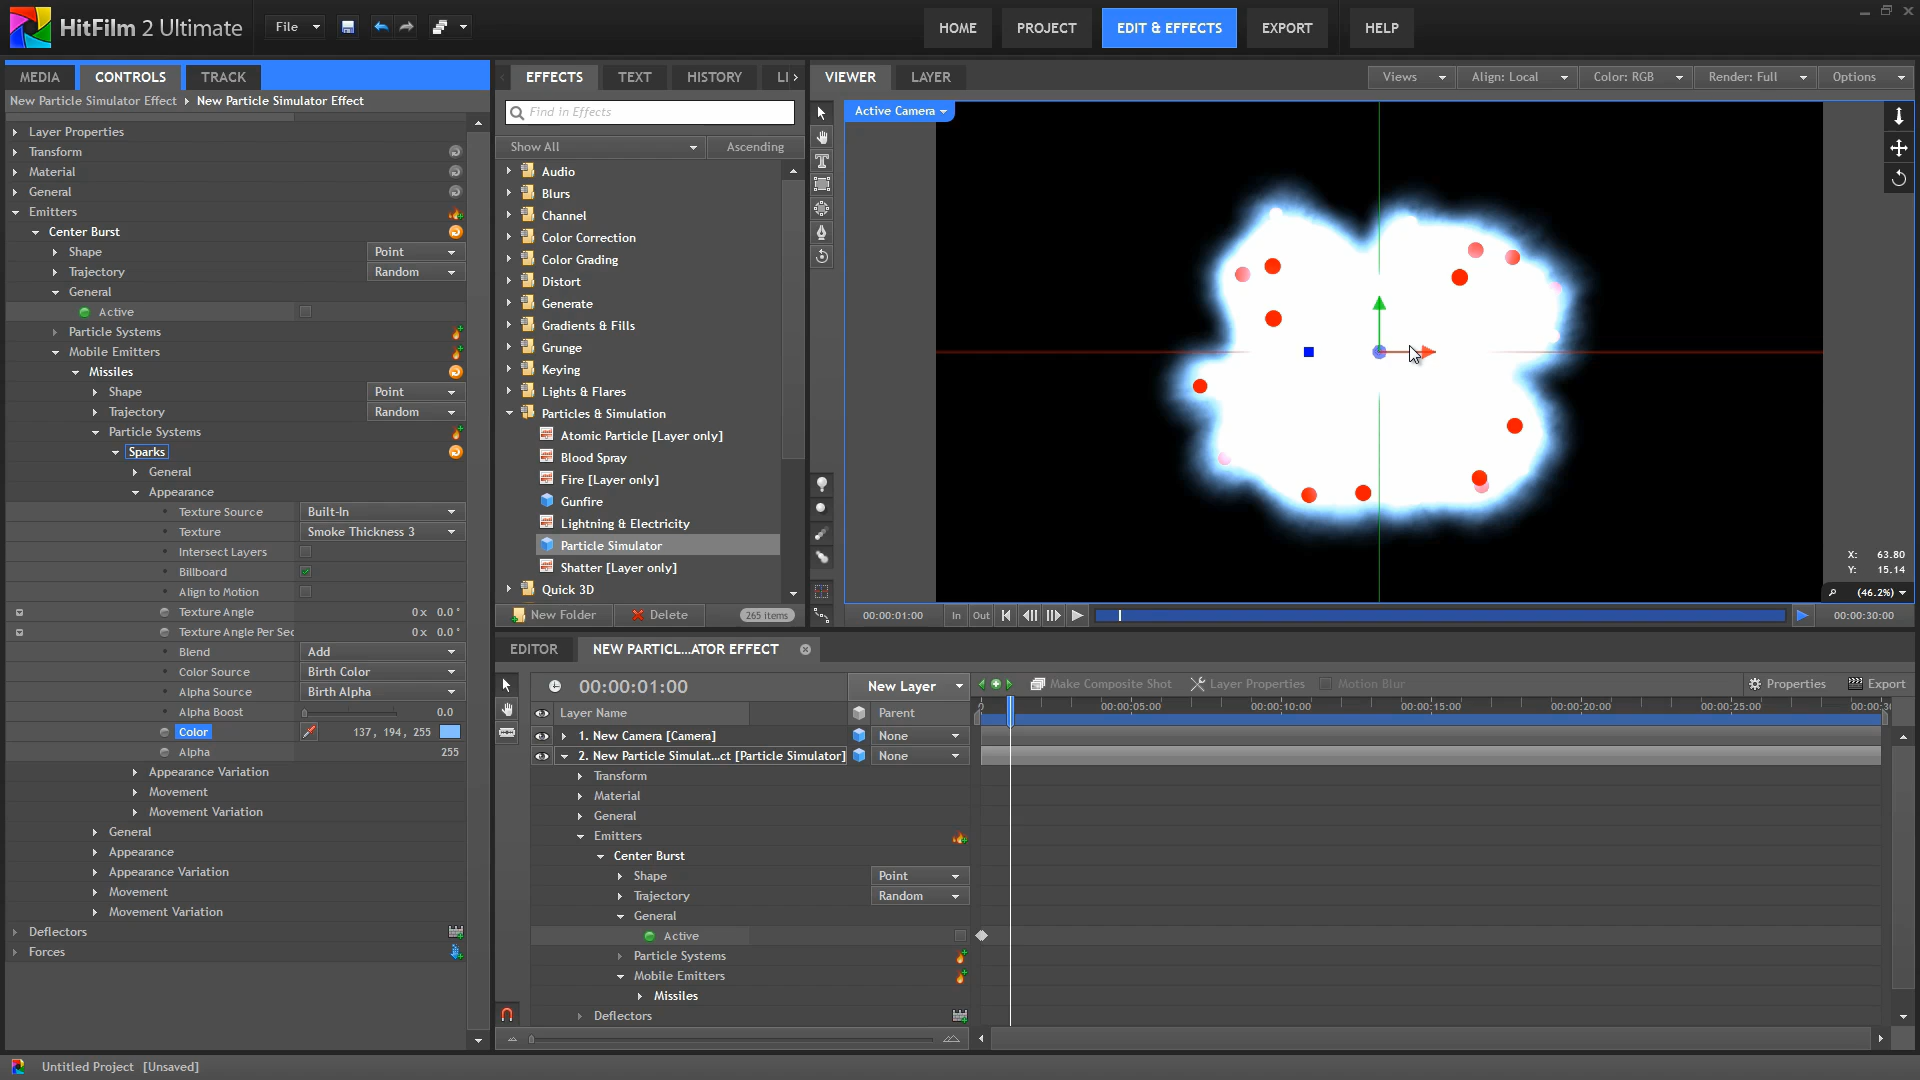 HitFilm 2 Ultimate
File
HOME
PROJECT
EDIT & EFFECTS
EXPORT
HELP
MEDIA
CONTROLS
TRACK
New Particle Simulator Effect
New Particle Simulator Effect
Layer Properties
Transform
Material
General
Emitters
Center Burst
Shape Point
Trajectory Random
General
Active
Particle Systems
Mobile Emitters
Missiles
Shape Point
Trajectory Random
Particle Systems
Sparks
General
Appearance
Texture Source Built-In
Texture Smoke Thickness 3
Intersect Layers
Billboard
Align to Motion
Texture Angle 0 x 0.0 °
Texture Angle Per Sec 0 x 0.0 °
Blend Add
Color Source Birth Color
Alpha Source Birth Alpha
Alpha Boost 0.0
Color 137, 194, 255
Alpha 255
Appearance Variation
Movement
Movement Variation
General
Appearance
Appearance Variation
Movement
Movement Variation
Deflectors
Forces
EFFECTS
TEXT
HISTORY
LI
Find in Effects
Show All
Ascending
Audio
Blurs
Channel
Color Correction
Color Grading
Distort
Generate
Gradients & Fills
Grunge
Keying
Lights & Flares
Particles & Simulation
Atomic Particle [Layer only]
Blood Spray
Fire [Layer only]
Gunfire
Lightning & Electricity
Particle Simulator
Shatter [Layer only]
Quick 3D
New Folder
Delete
265 items
VIEWER
LAYER
Views
Align: Local
Color: RGB
Render: Full
Options
Active Camera
X: 63.80
Y: 15.14
(46.2%)
00:00:01:00
In
Out
00:00:30:00
EDITOR
NEW PARTICL...ATOR EFFECT
00:00:01:00
New Layer
Make Composite Shot
Layer Properties
Motion Blur
Properties
Export
Layer Name
Parent
0
00:00:05:00
00:00:10:00
00:00:15:00
00:00:20:00
00:00:25:00
00:00:30
1. New Camera [Camera] None
2. New Particle Simulat...ct [Particle Simulator] None
Transform
Material
General
Emitters
Center Burst
Shape Point
Trajectory Random
General
Active
Particle Systems
Mobile Emitters
Missiles
Deflectors
Untitled Project [Unsaved]